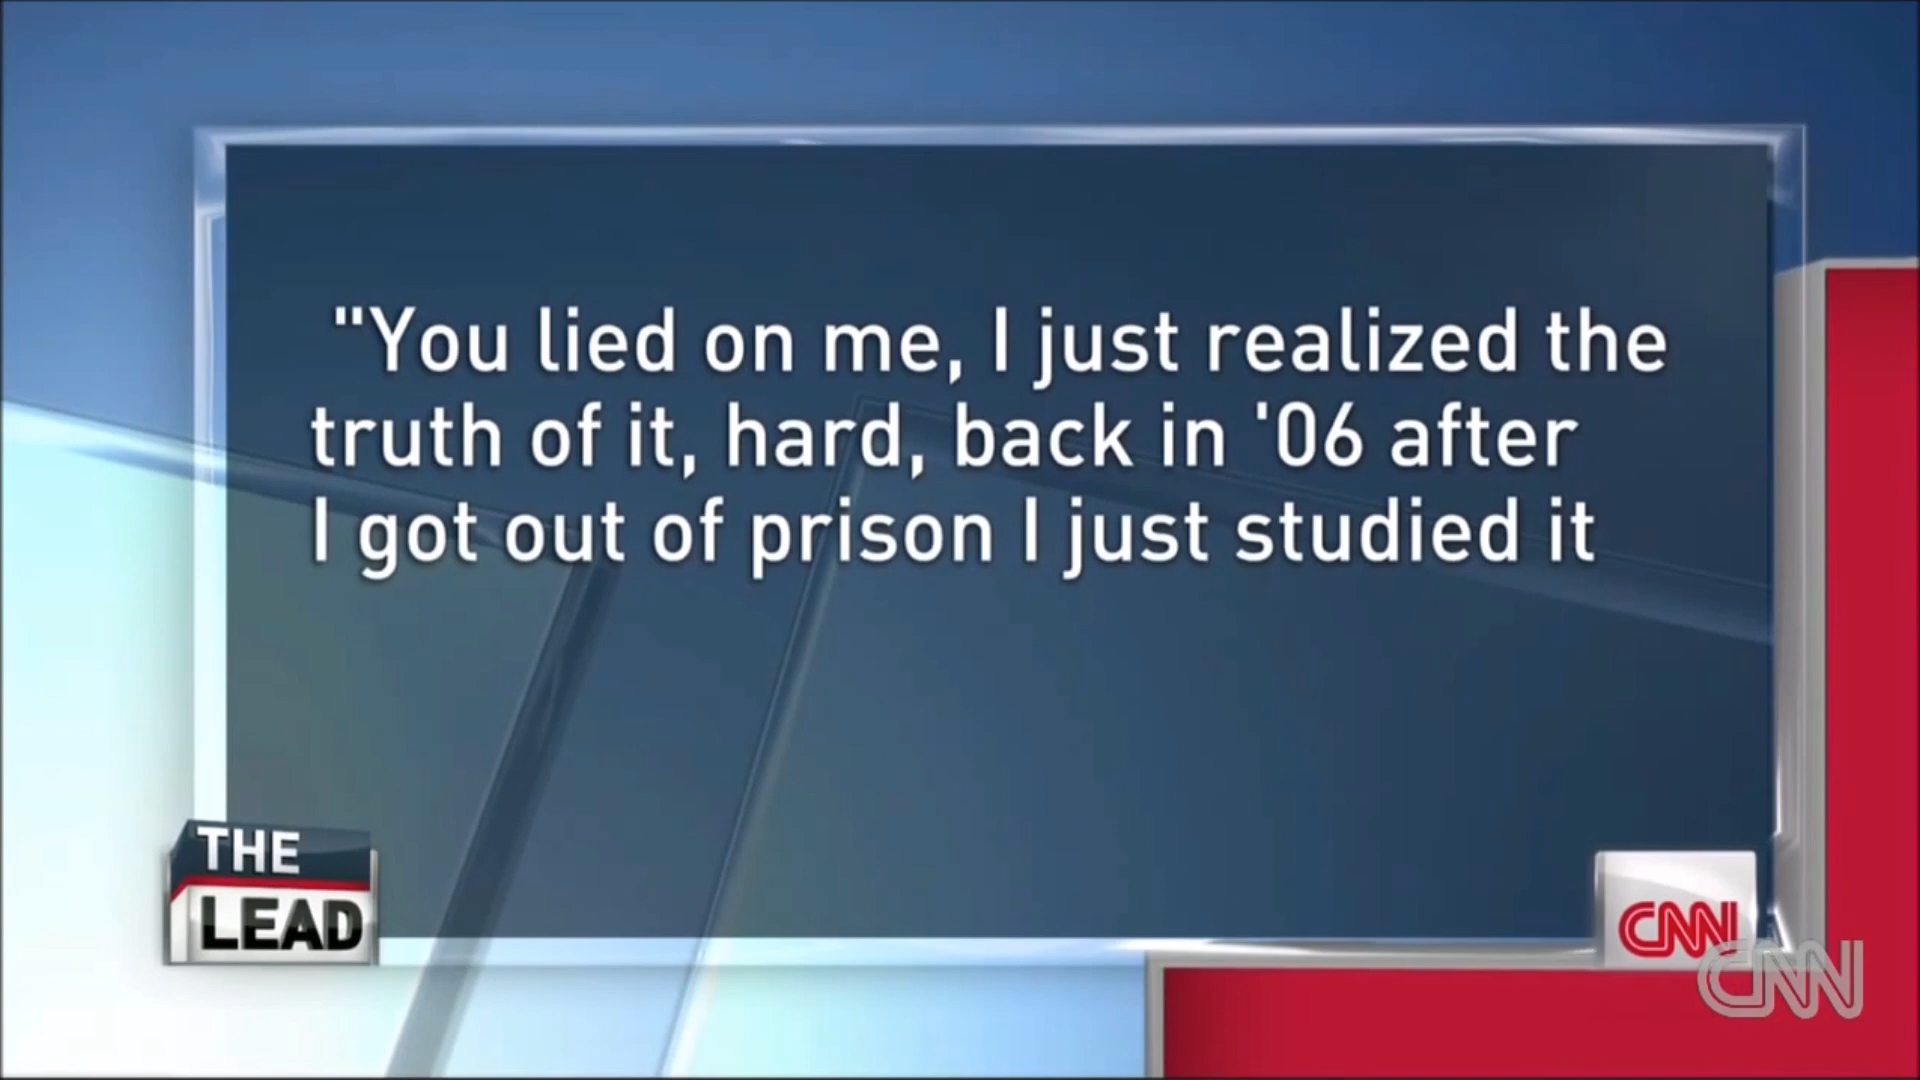 "You lied on me, I just realized the
truth of it, hard, back in '06 after
I got out of prison I just studied it
THE
LEAD
CNN
CNN